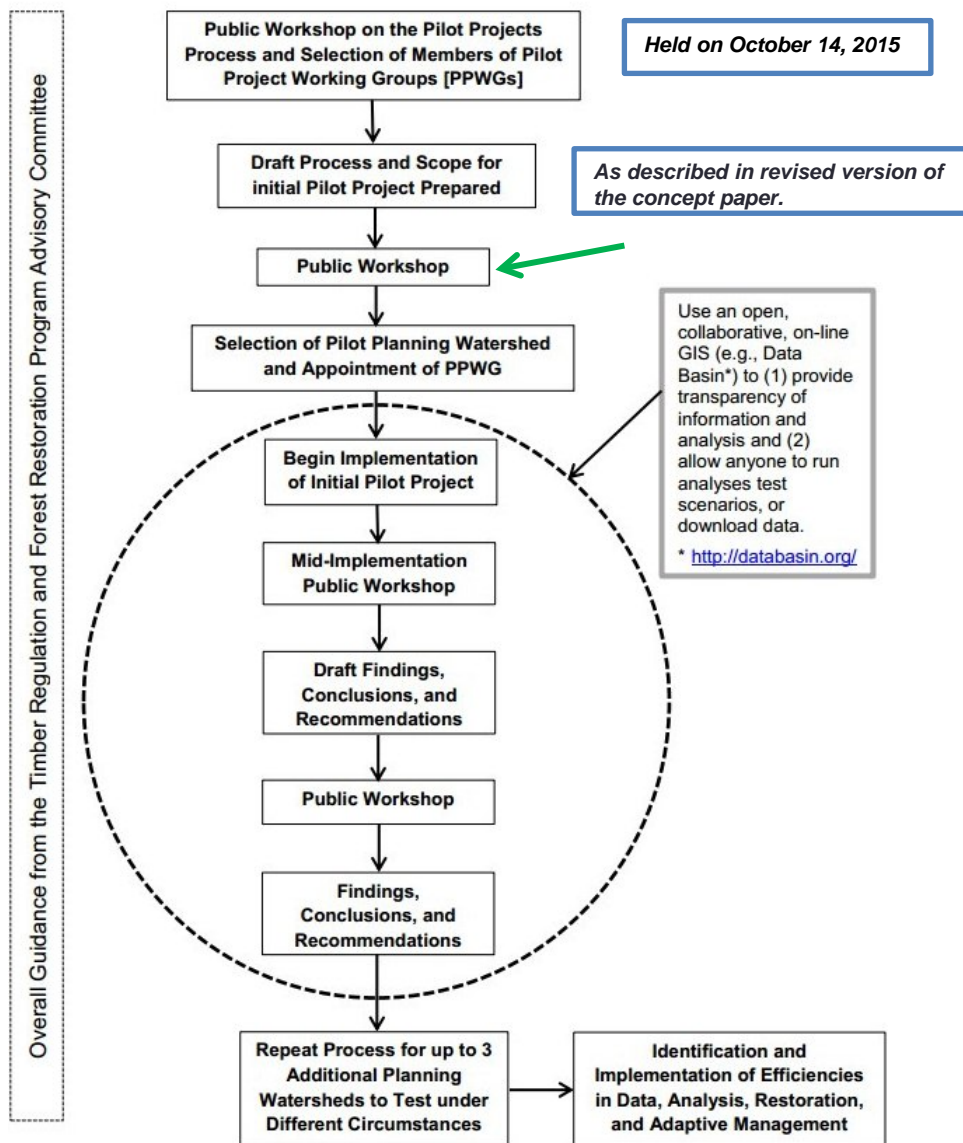 Overall Guidance from the Timber Regulation and Forest Restoration Program Advisory Committee
Public Workshop on the Pilot Projects
Process and Selection of Members of Pilot
Project Working Groups [PPWGs]
Held on October 14, 2015
Draft Process and Scope for
initial Pilot Project Prepared
As described in revised version of
the concept paper.
Public Workshop
Selection of Pilot Planning Watershed
and Appointment of PPWG
Use an open,
collaborative, on-line
GIS (e.g., Data
Basin*) to (1) provide
transparency of
information and
analysis and (2)
allow anyone to run
analyses test
scenarios, or
download data.
* http://databasin.org/
Begin Implementation
of Initial Pilot Project
Mid-Implementation
Public Workshop
Draft Findings,
Conclusions, and
Recommendations
Public Workshop
Findings,
Conclusions, and
Recommendations
Repeat Process for up to 3
Additional Planning
Watersheds to Test under
Different Circumstances
Identification and
Implementation of Efficiencies
in Data, Analysis, Restoration,
and Adaptive Management